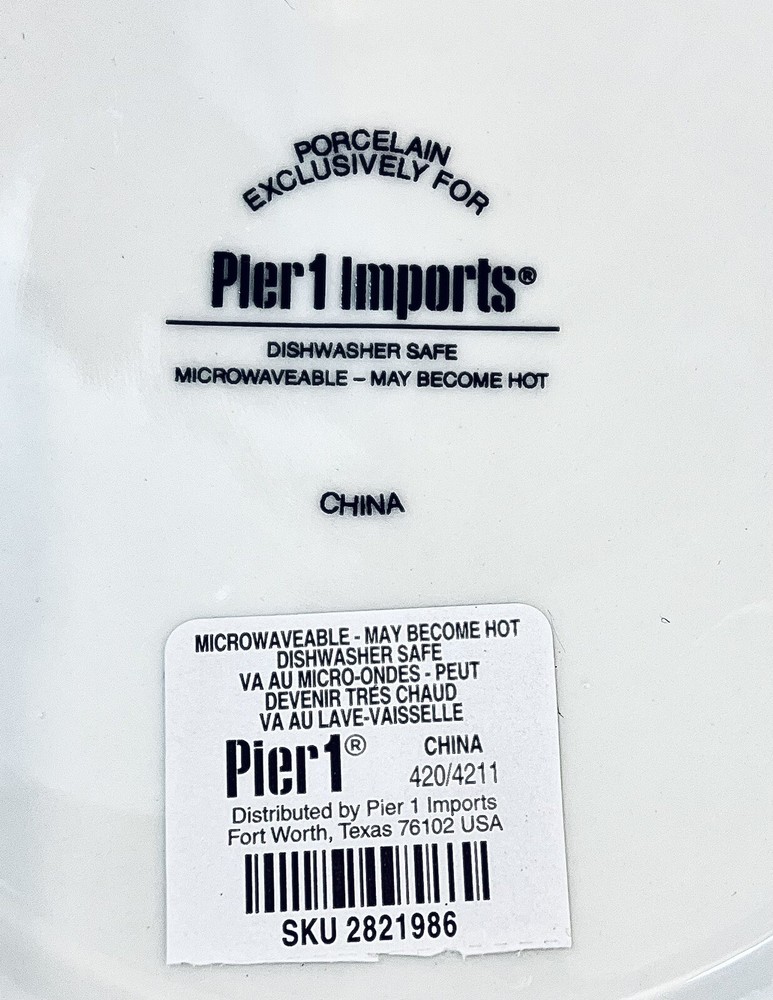 PORCELAIN
EXCLUSIVELY FOR
Pier 1 Imports®
DISHWASHER SAFE
MICROWAVEABLE – MAY BECOME HOT
CHINA
MICROWAVEABLE - MAY BECOME HOT
DISHWASHER SAFE
VA AU MICRO-ONDES - PEUT
DEVENIR TRÉS CHAUD
VA AU LAVE-VAISSELLE
Pier 1® CHINA
420/4211
Distributed by Pier 1 Imports
Fort Worth, Texas 76102 USA
SKU 2821986